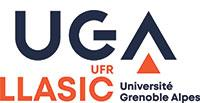 UGA
UFR
LLASIC Université
Grenoble Alpes